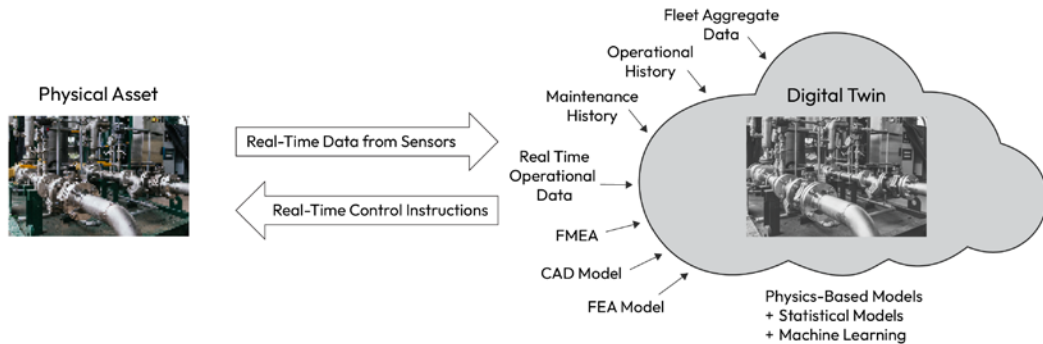 Physical Asset
Real-Time Data from Sensors
Real-Time Control Instructions
Fleet Aggregate
Data
Operational
History
Maintenance
History
Real Time
Operational
Data
FMEA
CAD Model
FEA Model
Digital Twin
Physics-Based Models
+ Statistical Models
+ Machine Learning